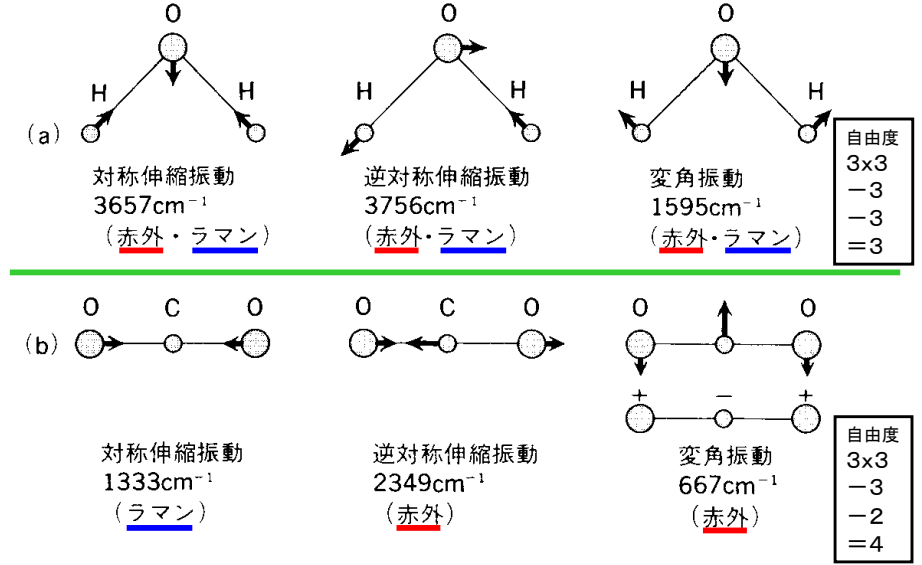 O O O
H H H H H H
(a)
対称伸縮振動 逆対称伸縮振動 変角振動
3657cm⁻¹ 3756cm⁻¹ 1595cm⁻¹
(赤外・ラマン) (赤外・ラマン) (赤外・ラマン)
自由度
3x3
−3
−3
=3
O C O O C O O O
(b)
+ − +
対称伸縮振動 逆対称伸縮振動 変角振動
1333cm⁻¹ 2349cm⁻¹ 667cm⁻¹
(ラマン) (赤外) (赤外)
自由度
3x3
−3
−2
=4